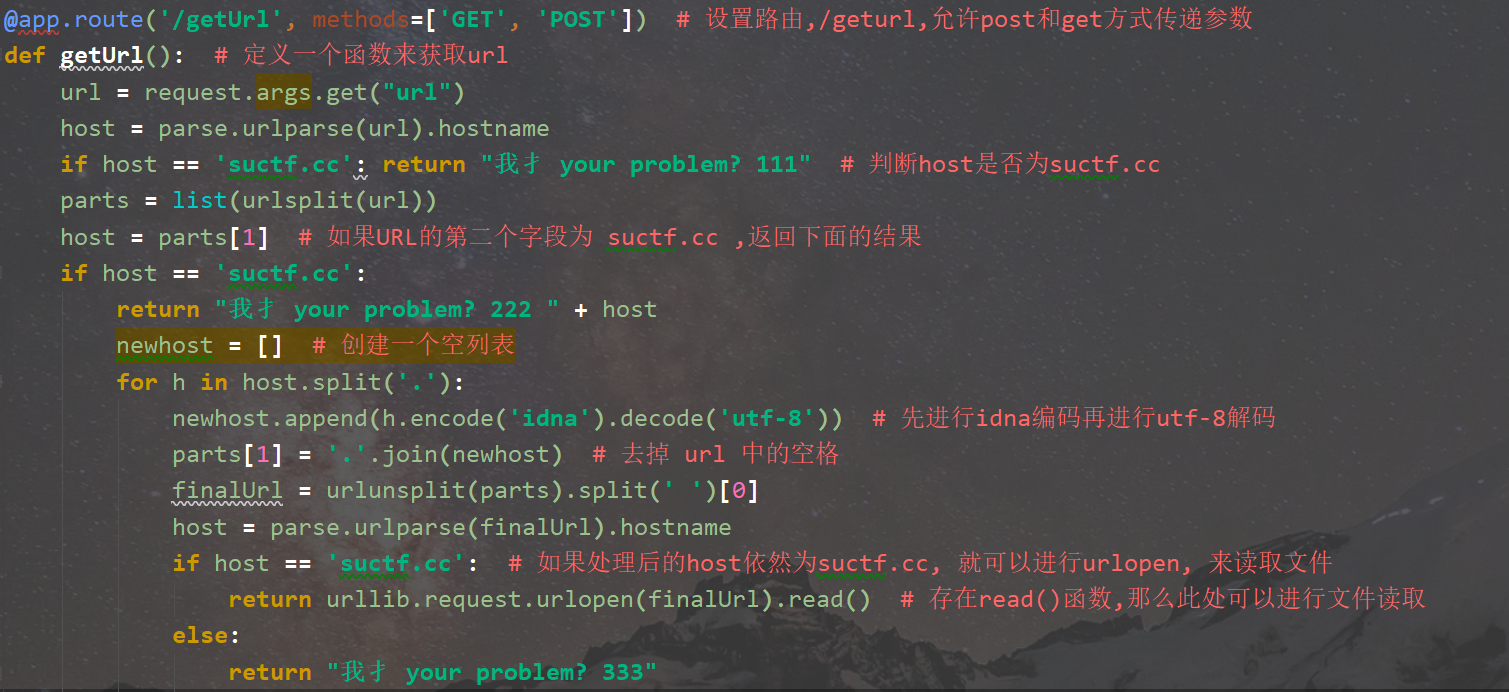 @app.route('/getUrl', methods=['GET', 'POST'])  # 设置路由,/geturl,允许post和get方式传递参数
def getUrl():  # 定义一个函数来获取url
    url = request.args.get("url")
    host = parse.urlparse(url).hostname
    if host == 'suctf.cc': return "我扌 your problem? 111"  # 判断host是否为suctf.cc
    parts = list(urlsplit(url))
    host = parts[1]  # 如果URL的第二个字段为 suctf.cc ,返回下面的结果
    if host == 'suctf.cc':
        return "我扌 your problem? 222 " + host
        newhost = []  # 创建一个空列表
        for h in host.split('.'):
            newhost.append(h.encode('idna').decode('utf-8'))  # 先进行idna编码再进行utf-8解码
            parts[1] = '.'.join(newhost)  # 去掉 url 中的空格
            finalUrl = urlunsplit(parts).split(' ')[0]
            host = parse.urlparse(finalUrl).hostname
            if host == 'suctf.cc':  # 如果处理后的host依然为suctf.cc, 就可以进行urlopen, 来读取文件
                return urllib.request.urlopen(finalUrl).read()  # 存在read()函数,那么此处可以进行文件读取
            else:
                return "我扌 your problem? 333"